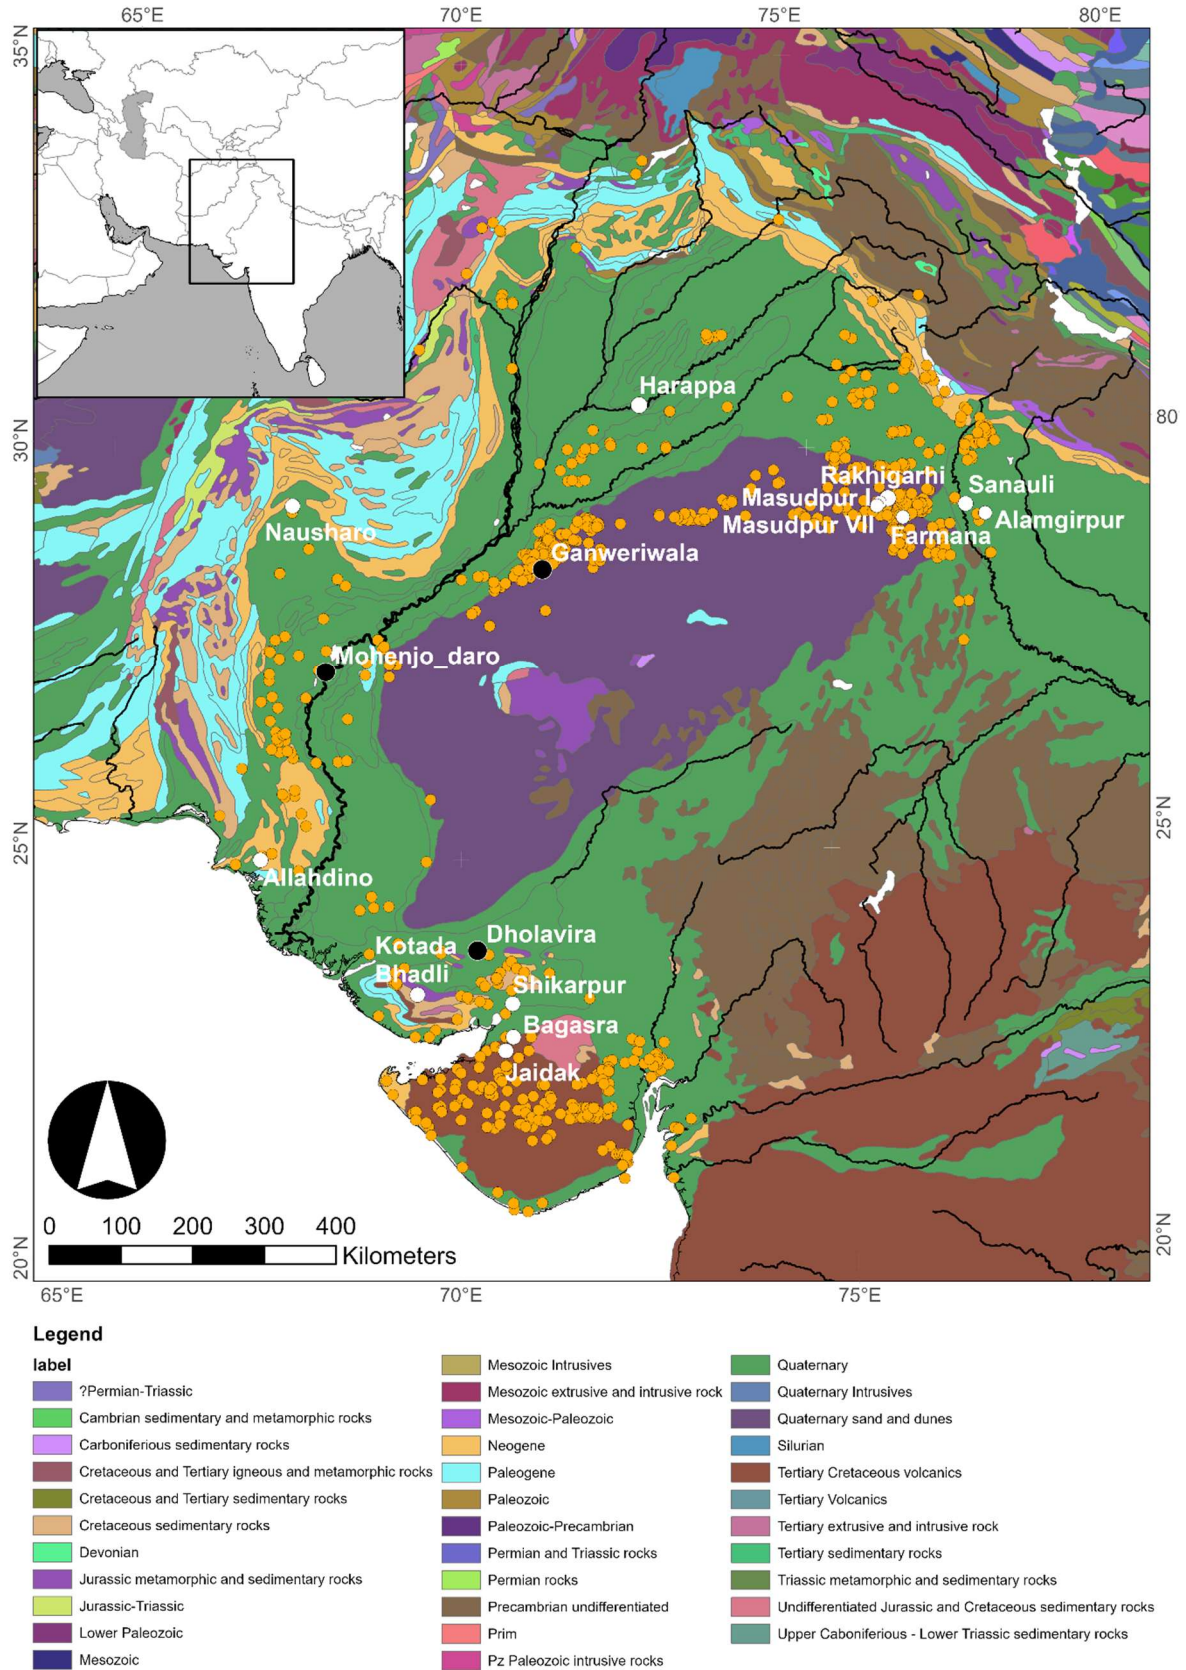 65°E 70°E 75°E 80°E
35°N
Harappa
80
30°N
Rakhigarhi
Sanauli
Masudpur I
Nausharo
Masudpur VII
Alamgirpur
Farmana
Ganweriwala
Mohenjo_daro
25°N
25°N
Allahdino
Dholavira
Kotada
Bhadli
Shikarpur
Bagasra
Jaidak
0 100 200 300 400
Kilometers
20°N
20°N
65°E 70°E 75°E
Legend
label
?Permian-Triassic
Cambrian sedimentary and metamorphic rocks
Carboniferious sedimentary rocks
Cretaceous and Tertiary igneous and metamorphic rocks
Cretaceous and Tertiary sedimentary rocks
Cretaceous sedimentary rocks
Devonian
Jurassic metamorphic and sedimentary rocks
Jurassic-Triassic
Lower Paleozoic
Mesozoic
Mesozoic Intrusives
Mesozoic extrusive and intrusive rock
Mesozoic-Paleozoic
Neogene
Paleogene
Paleozoic
Paleozoic-Precambrian
Permian and Triassic rocks
Permian rocks
Precambrian undifferentiated
Prim
Pz Paleozoic intrusive rocks
Quaternary
Quaternary Intrusives
Quaternary sand and dunes
Silurian
Tertiary Cretaceous volcanics
Tertiary Volcanics
Tertiary extrusive and intrusive rock
Tertiary sedimentary rocks
Triassic metamorphic and sedimentary rocks
Undifferentiated Jurassic and Cretaceous sedimentary rocks
Upper Caboniferious - Lower Triassic sedimentary rocks